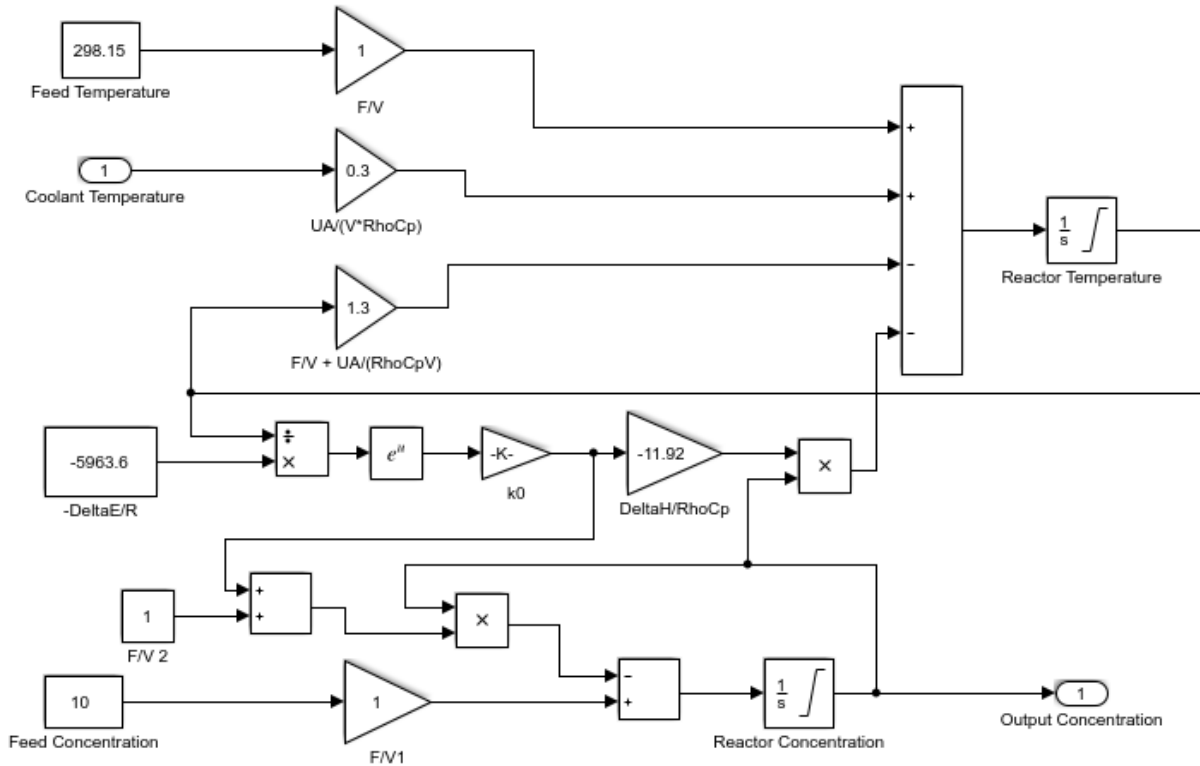 298.15
Feed Temperature
1
F/V
1
Coolant Temperature
0.3
UA/(V*RhoCp)
1.3
F/V + UA/(RhoCpV)
+
+
−
−
1
s
Reactor Temperature
-5963.6
-DeltaE/R
÷
×
eᵘ
-K-
k0
-11.92
DeltaH/RhoCp
×
1
F/V 2
+
+
×
10
Feed Concentration
1
F/V1
−
+
1
s
Reactor Concentration
1
Output Concentration